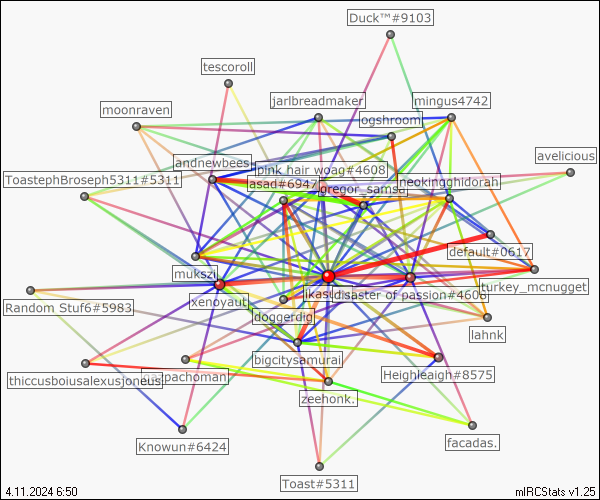 Duck™#9103
tescoroll
moonraven
jarlbreadmaker
mingus4742
ogshroom
avelicious
andnewbees
pink hair woag#4608
ToastephBroseph5311#5311
asad#6947
gregor_samsa
neokingghidorah
default#0617
mukszi
turkey_mcnugget
xenoyaut
disaster of passion#4608
Random Stuf6#5983
doggerdig
lahnk
bigcitysamurai
thiccusboiusalexusjoneus
pachoman
Heighleaigh#8575
zeehonk.
Knowun#6424
facadas.
Toast#5311
4.11.2024 6:50
mIRCStats v1.25